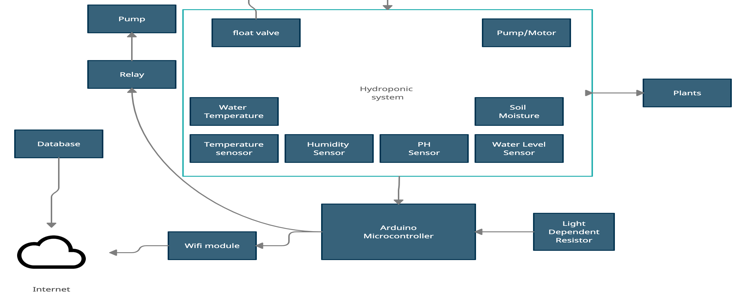 Pump
float valve
Pump/Motor
Relay
Hydroponic
system
Plants
Water
Temperature
Soil
Moisture
Database
Temperature
senosor
Humidity
Sensor
PH
Sensor
Water Level
Sensor
Arduino
Microcontroller
Light
Dependent
Resistor
Wifi module
Internet